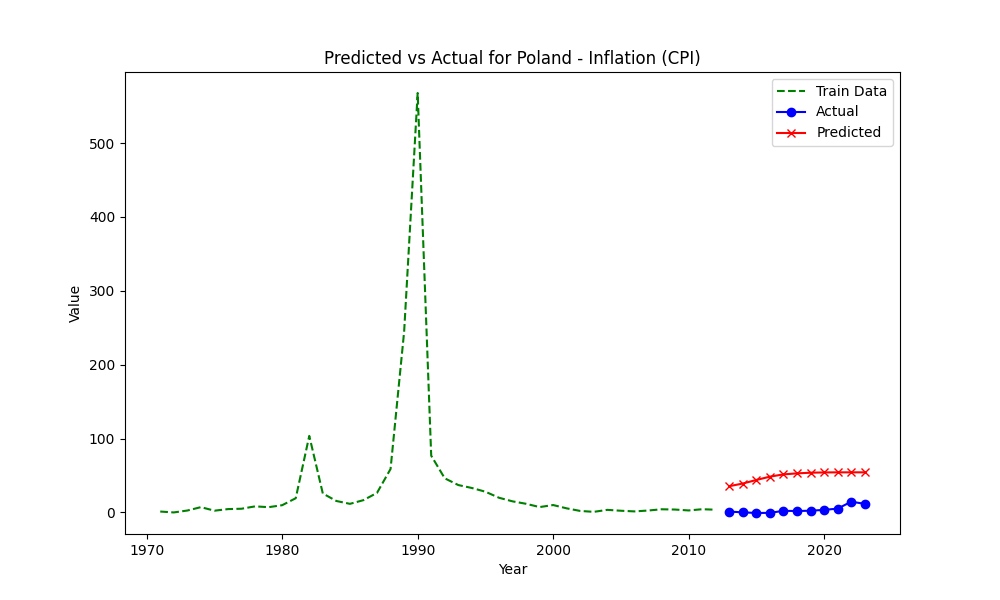 Predicted vs Actual for Poland - Inflation (CPI)
Train Data
Actual
Predicted
Value
500
400
300
200
100
0
1970
1980
1990
2000
2010
2020
Year